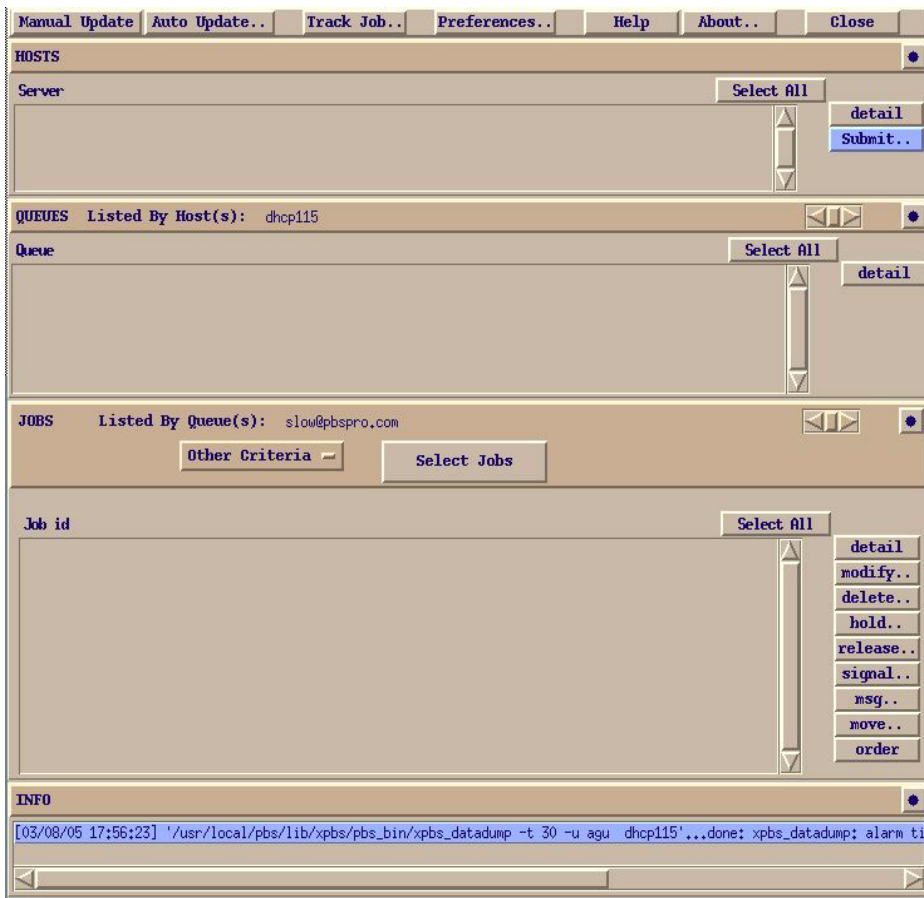 Manual Update Auto Update.. Track Job.. Preferences.. Help About.. Close
HOSTS
Server Select All
detail
Submit..
QUEUES Listed By Host(s): dhcp115
Queue Select All
detail
JOBS Listed By Queue(s): slow@pbspro.com
Other Criteria Select Jobs
Job id Select All
detail
modify..
delete..
hold..
release..
signal..
msg..
move..
order
INFO
[03/08/05 17:56:23] '/usr/local/pbs/lib/xpbs/pbs_bin/xpbs_datadump -t 30 -u agu dhcp115'...done: xpbs_datadump: alarm ti